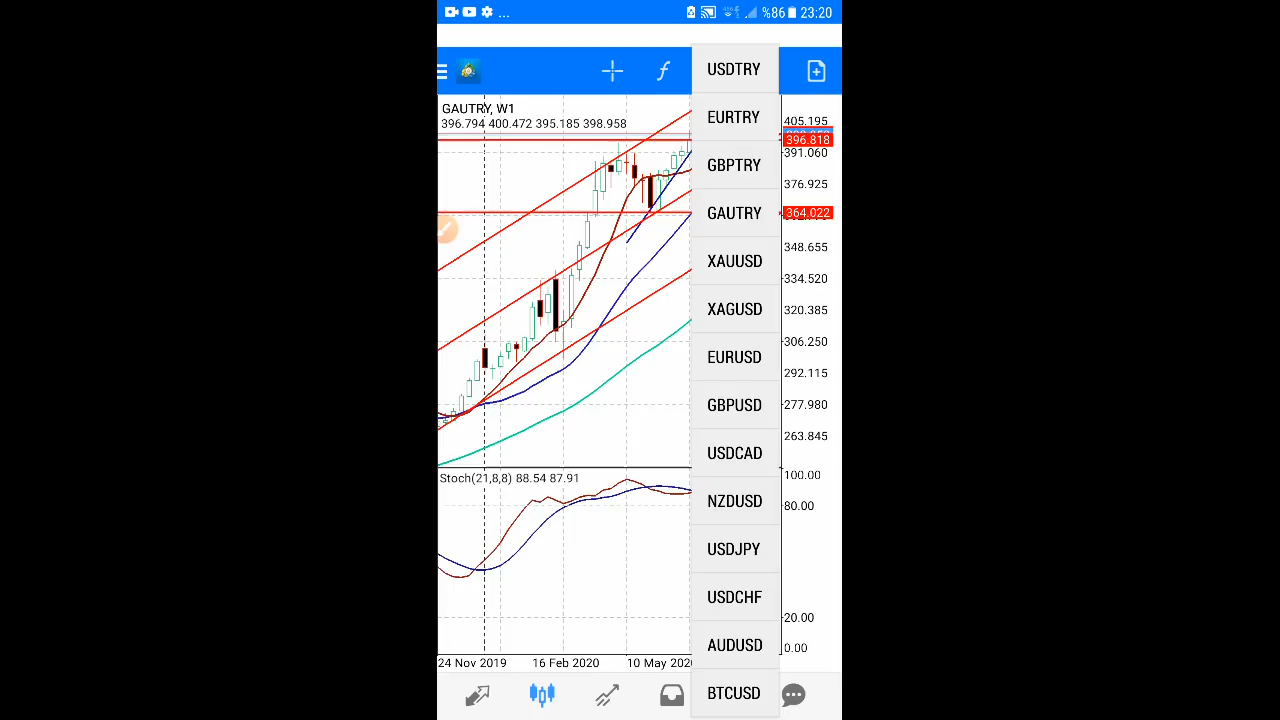 ... %86 23:20
GAUTRY, W1
396.794 400.472 395.185 398.958
USDTRY
EURTRY
GBPTRY
GAUTRY
XAUUSD
XAGUSD
EURUSD
GBPUSD
USDCAD
NZDUSD
USDJPY
USDCHF
AUDUSD
BTCUSD
405.195
396.818
391.060
376.925
364.022
348.655
334.520
320.385
306.250
292.115
277.980
263.845
Stoch(21,8,8) 88.54 87.91
100.00
80.00
20.00
0.00
24 Nov 2019 16 Feb 2020 10 May 2020